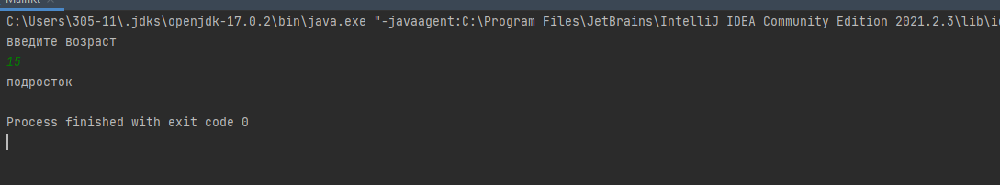 MainKt
C:\Users\305-11\.jdks\openjdk-17.0.2\bin\java.exe "-javaagent:C:\Program Files\JetBrains\IntelliJ IDEA Community Edition 2021.2.3\lib\
введите возраст
15
подросток
Process finished with exit code 0